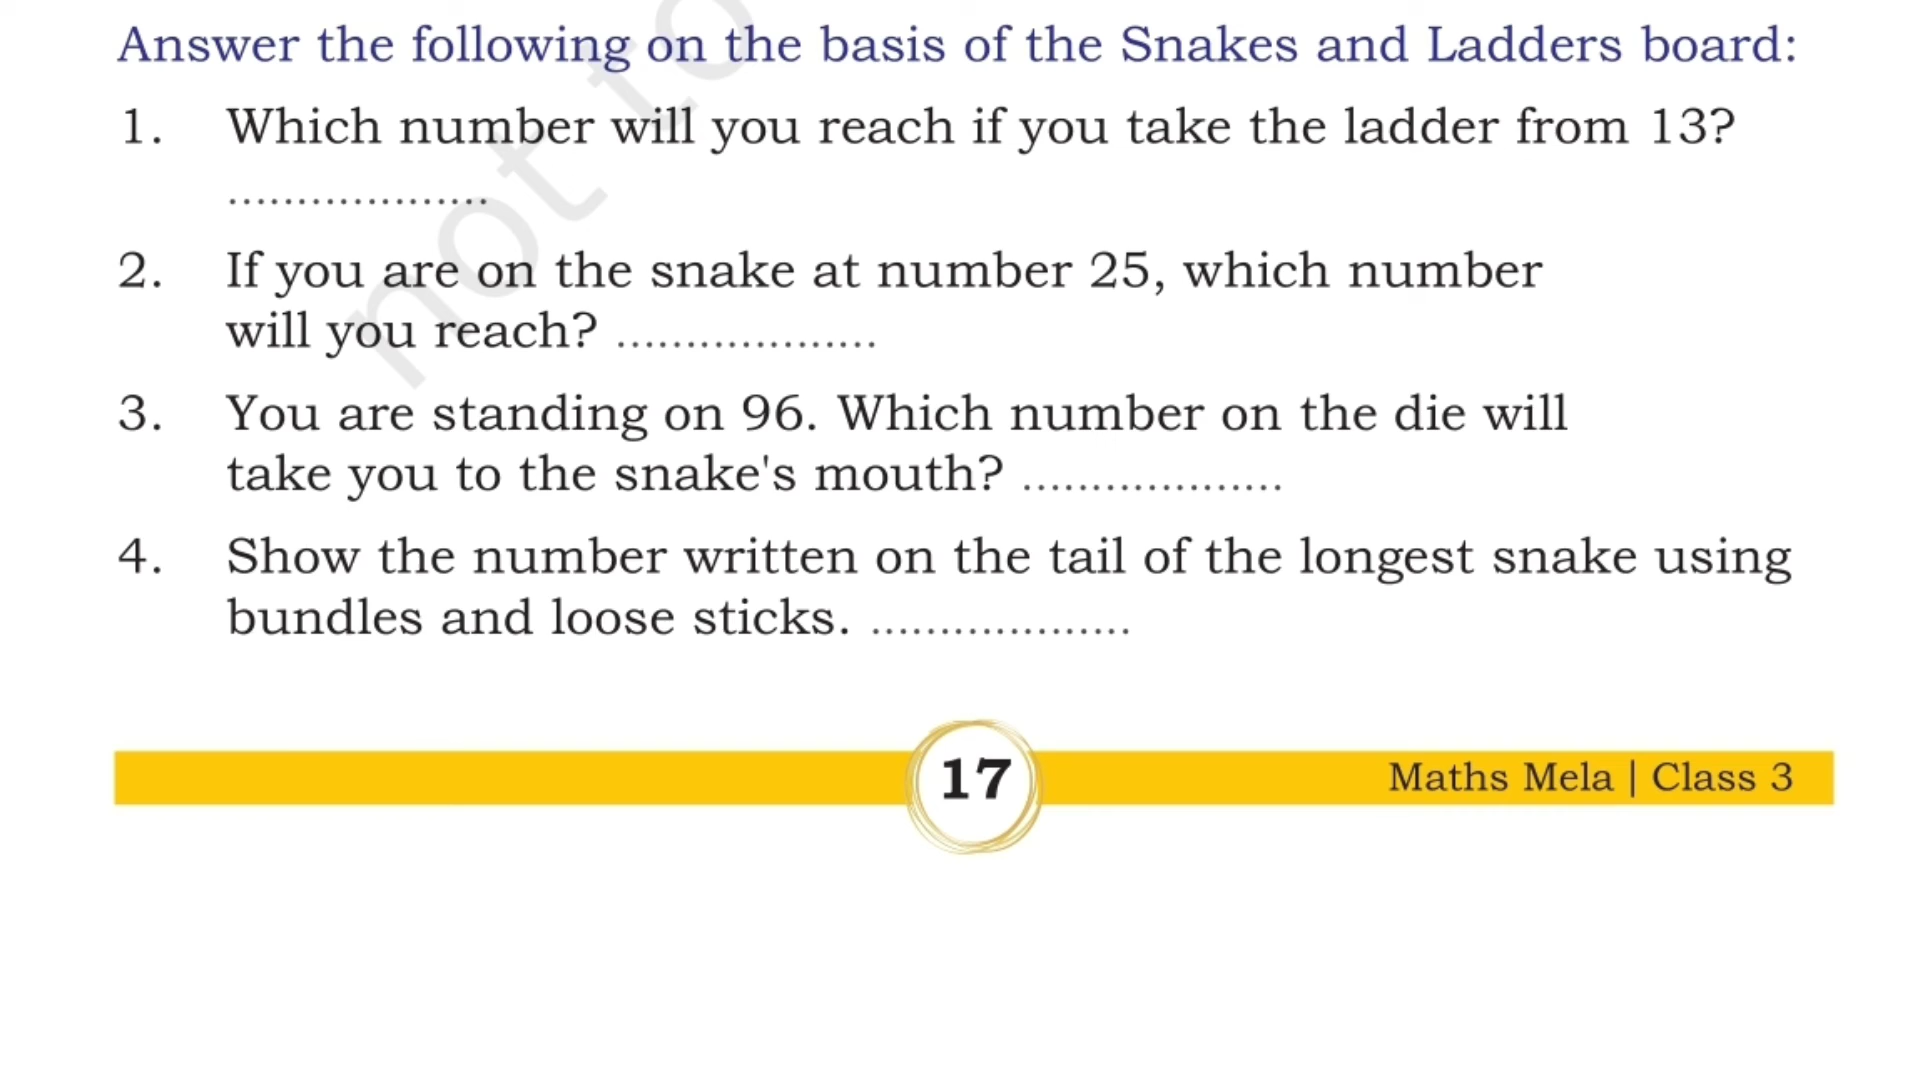 Answer the following on the basis of the Snakes and Ladders board:
1. Which number will you reach if you take the ladder from 13?
...................
2. If you are on the snake at number 25, which number
will you reach? ...................
3. You are standing on 96. Which number on the die will
take you to the snake's mouth? ...................
4. Show the number written on the tail of the longest snake using
bundles and loose sticks. ...................
not to
17
Maths Mela | Class 3